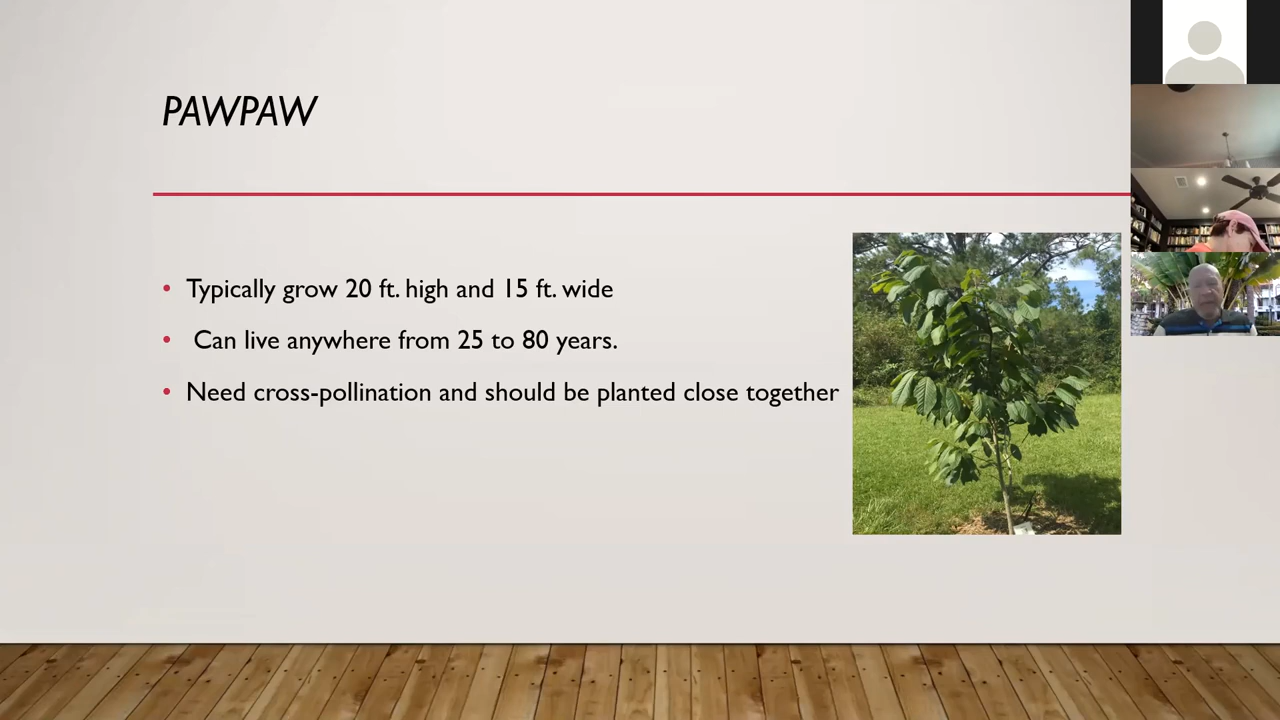 PAWPAW
• Typically grow 20 ft. high and 15 ft. wide
• Can live anywhere from 25 to 80 years.
• Need cross-pollination and should be planted close together